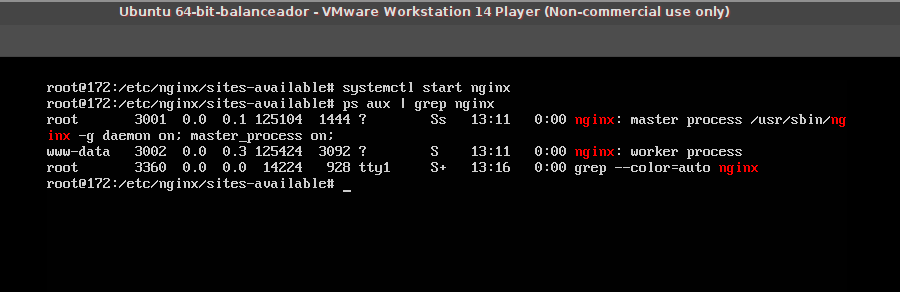 Ubuntu 64-bit-balanceador - VMware Workstation 14 Player (Non-commercial use only)
root@172:/etc/nginx/sites-available# systemctl start nginx
root@172:/etc/nginx/sites-available# ps aux | grep nginx
root       3001  0.0  0.1 125104  1444 ?        Ss   13:11   0:00 nginx: master process /usr/sbin/ng
inx -g daemon on; master_process on;
www-data   3002  0.0  0.3 125424  3092 ?        S    13:11   0:00 nginx: worker process
root       3360  0.0  0.0  14224   928 tty1     S+   13:16   0:00 grep --color=auto nginx
root@172:/etc/nginx/sites-available# _